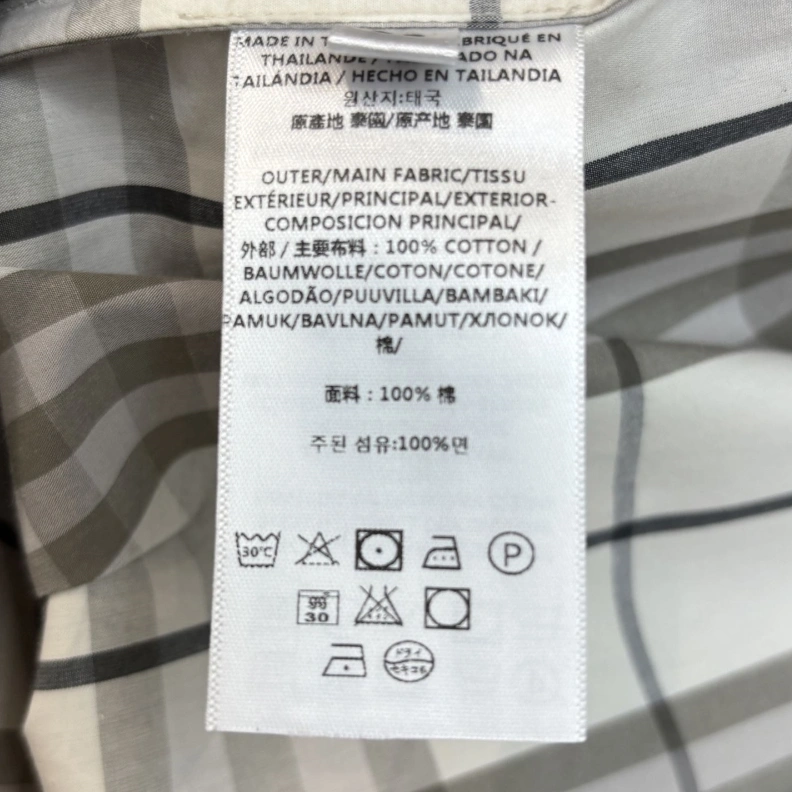 MADE IN T BRIQUÉ EN
THAÏLANDE / ADO NA
TAILÁNDIA / HECHO EN TAILANDIA
원산지:태국
原產地 泰國/原产地 泰国
OUTER/MAIN FABRIC/TISSU
EXTÉRIEUR/PRINCIPAL/EXTERIOR-
COMPOSICION PRINCIPAL/
外部 / 主要布料 : 100% COTTON /
BAUMWOLLE/COTON/COTONE/
ALGODÃO/PUUVILLA/BAMBAKI/
PAMUK/BAVLNA/PAMUT/ХЛОПОК/
棉/
面料 : 100% 棉
주된 섬유:100%면
30°C P
30
ドライ
セキユ系